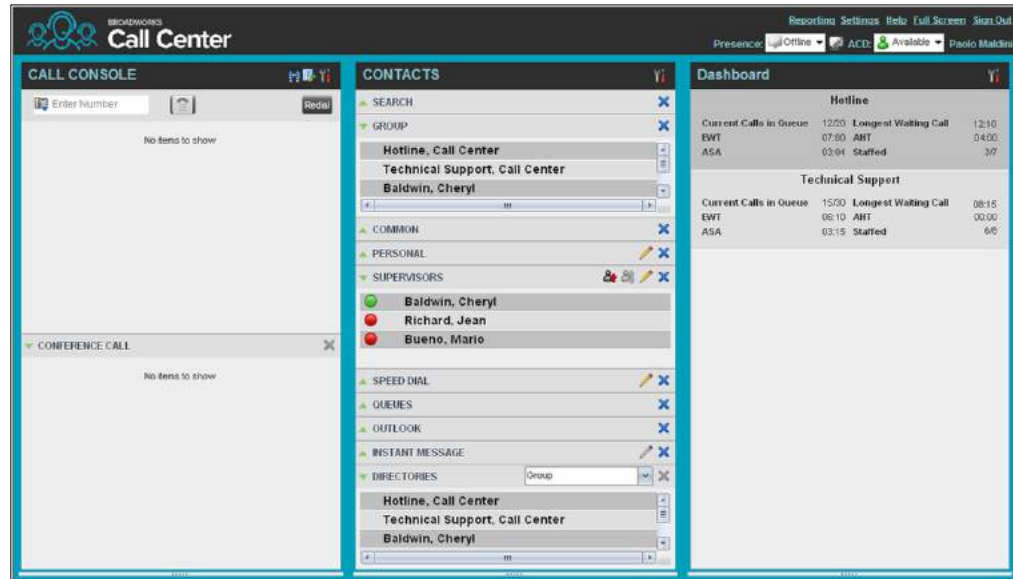 BROADWORKS
Call Center
Reporting Settings Help Full Screen Sign Out
Presence: Offline ACD: Available Paolo Maldini
CALL CONSOLE
Enter Number
Redial
No items to show
CONFERENCE CALL
No items to show
CONTACTS
SEARCH
GROUP
Hotline, Call Center
Technical Support, Call Center
Baldwin, Cheryl
COMMON
PERSONAL
SUPERVISORS
Baldwin, Cheryl
Richard, Jean
Bueno, Mario
SPEED DIAL
QUEUES
OUTLOOK
INSTANT MESSAGE
DIRECTORIES Group
Hotline, Call Center
Technical Support, Call Center
Baldwin, Cheryl
Dashboard
Hotline
Current Calls in Queue 12/20 Longest Waiting Call 12:10
EWT 07:00 AHT 04:00
ASA 03:04 Staffed 3/7
Technical Support
Current Calls in Queue 15/30 Longest Waiting Call 08:15
EWT 06:10 AHT 00:00
ASA 03:15 Staffed